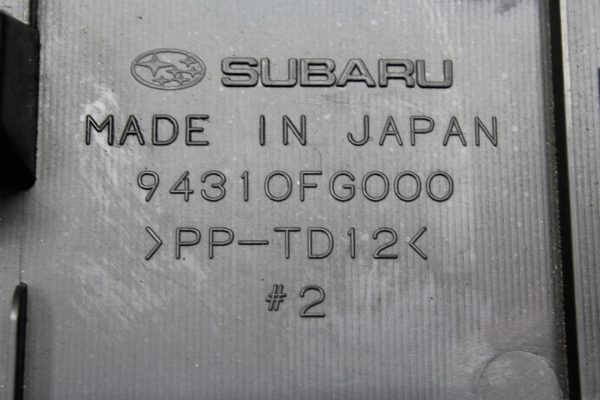 SUBARU
MADE IN JAPAN
94310FG000
>PP-TD12<
#2